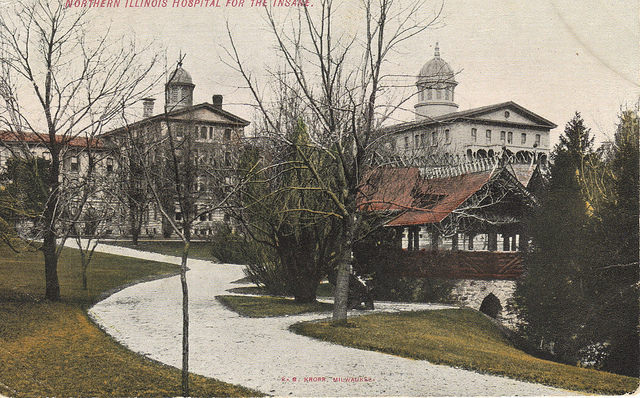 NORTHERN ILLINOIS HOSPITAL FOR THE INSANE.
KROPP, MILWAUKEE.